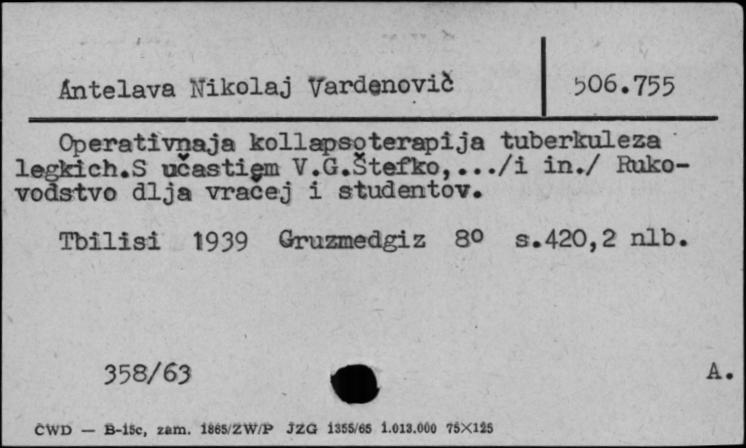 Antelava Nikolaj Vardenovič 506.755
Operativnaja kollapsoterapija tuberkuleza
legkich.S učastiem V.G.Štefko,.../i in./ Ruko-
vodstvo dlja vračej i studentov.
Tbilisi 1939 Gruzmedgiz 8º s.420,2 nlb.
358/63 A.
CWD — B-15c, zam. 1865/ZW/P JZG 1355/65 1.013.000 75×125